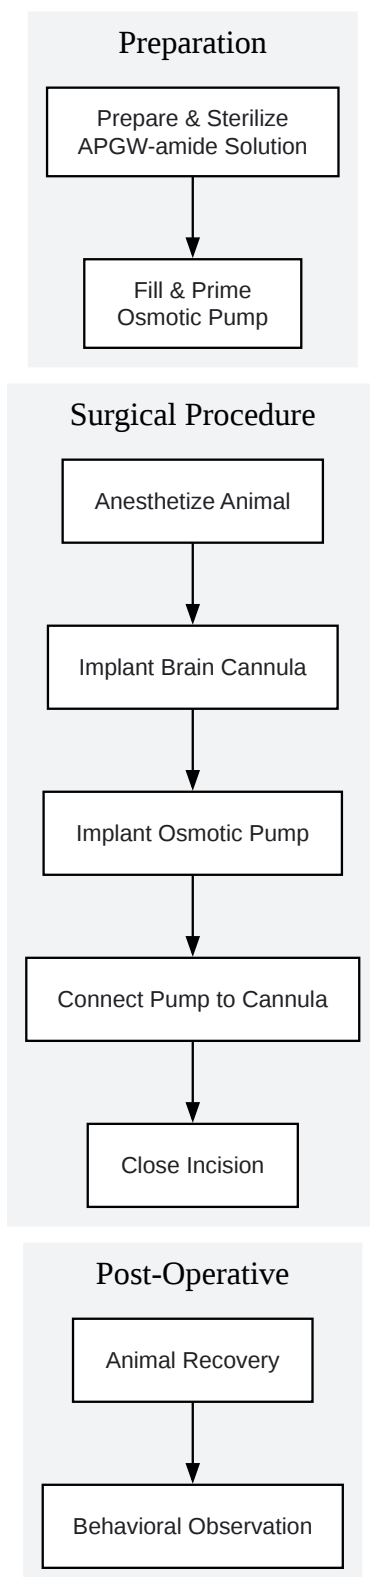 Preparation
Prepare & Sterilize
APGW-amide Solution
Fill & Prime
Osmotic Pump
Surgical Procedure
Anesthetize Animal
Implant Brain Cannula
Implant Osmotic Pump
Connect Pump to Cannula
Close Incision
Post-Operative
Animal Recovery
Behavioral Observation